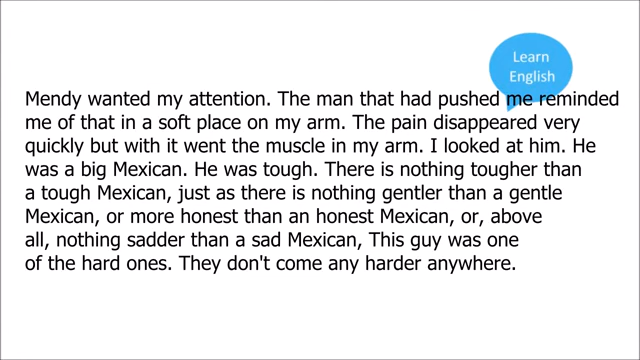 Learn
English
Mendy wanted my attention. The man that had pushed me reminded
me of that in a soft place on my arm. The pain disappeared very
quickly but with it went the muscle in my arm. I looked at him. He
was a big Mexican. He was tough. There is nothing tougher than
a tough Mexican, just as there is nothing gentler than a gentle
Mexican, or more honest than an honest Mexican, or, above
all, nothing sadder than a sad Mexican, This guy was one
of the hard ones. They don't come any harder anywhere.